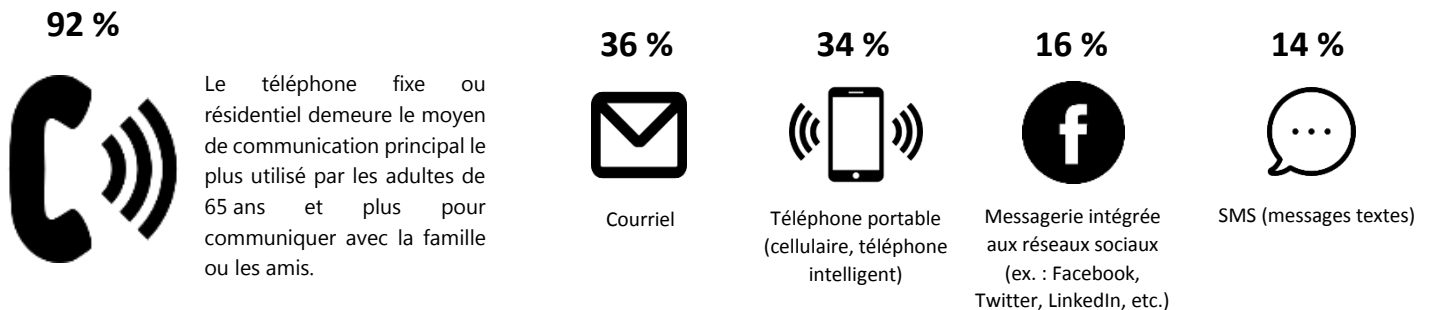 92 %
Le téléphone fixe ou
résidentiel demeure le moyen
de communication principal le
plus utilisé par les adultes de
65 ans et plus pour
communiquer avec la famille
ou les amis.
36 %
Courriel
34 %
Téléphone portable
(cellulaire, téléphone
intelligent)
16 %
f
Messagerie intégrée
aux réseaux sociaux
(ex. : Facebook,
Twitter, LinkedIn, etc.)
14 %
SMS (messages textes)